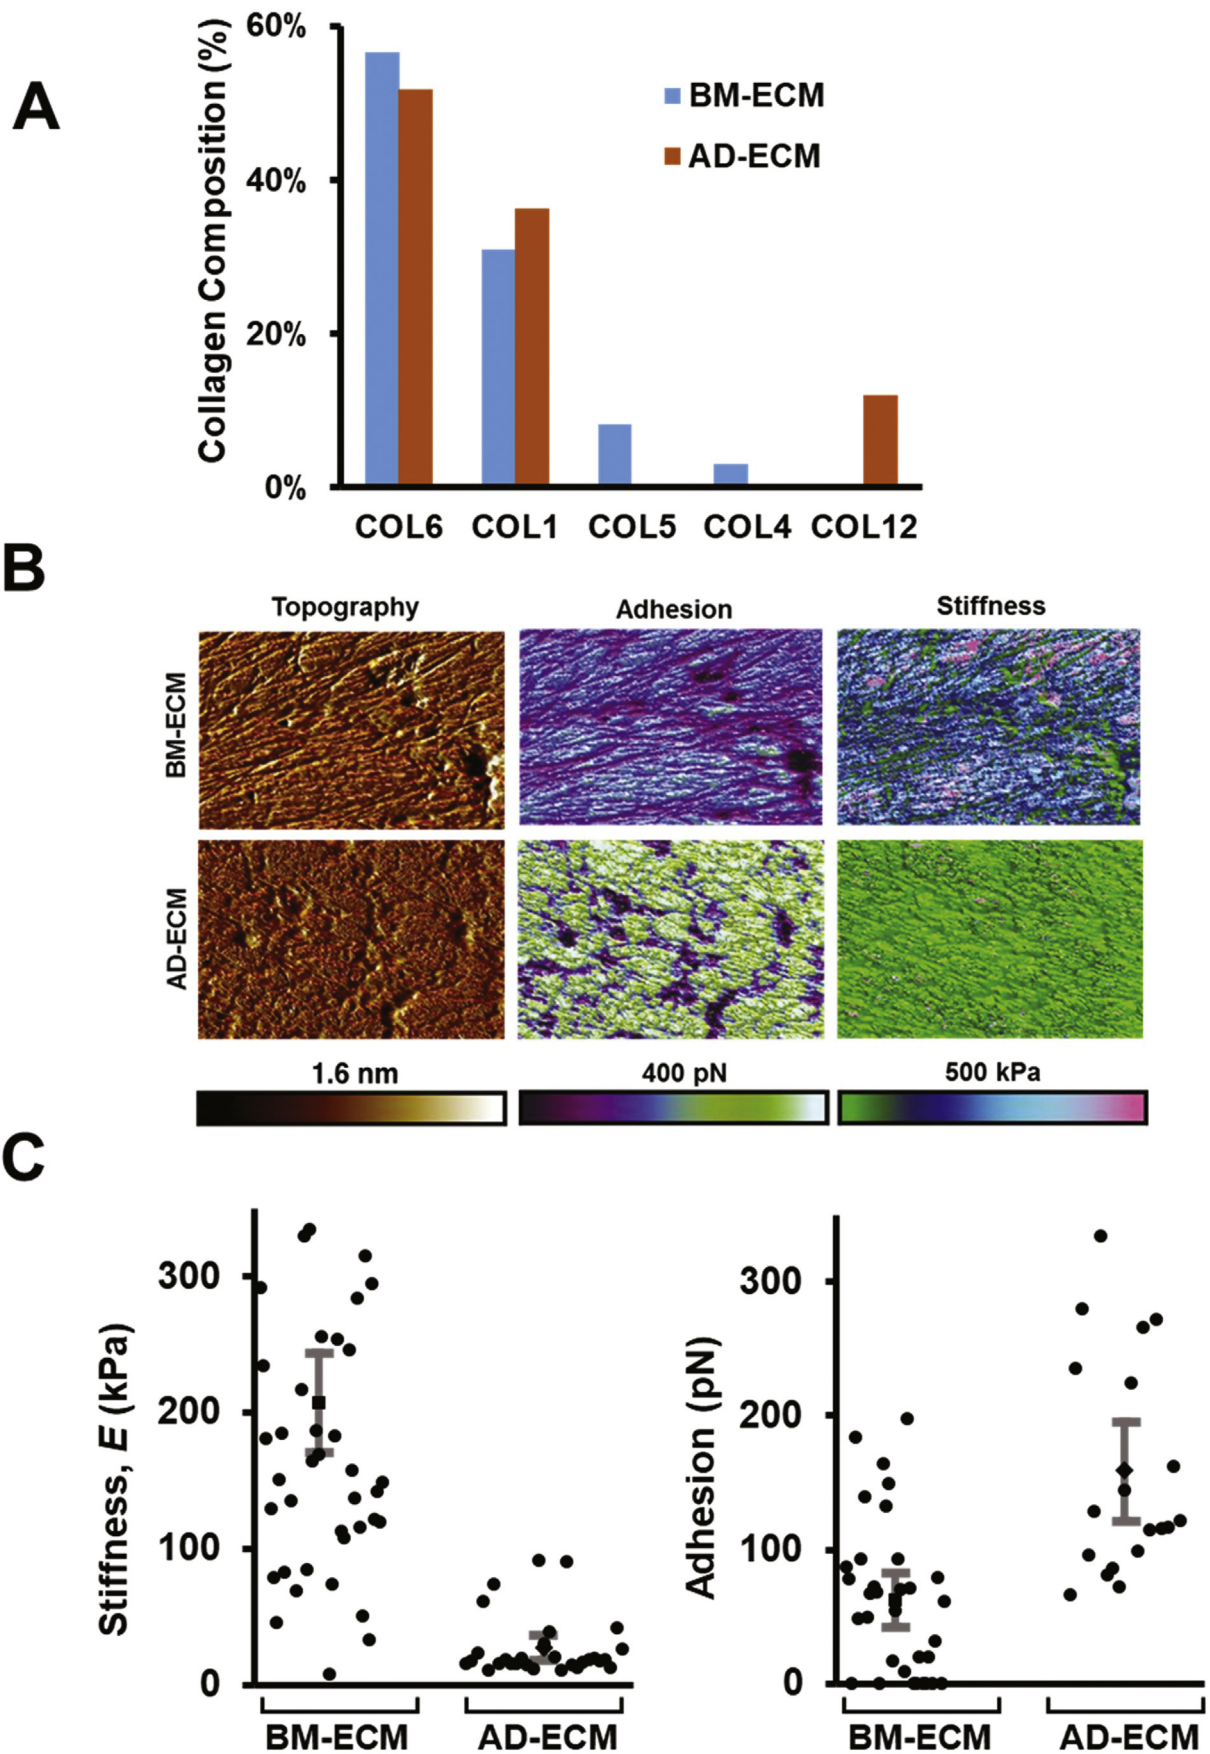 A
Collagen Composition (%)
60%
40%
20%
0%
BM-ECM
AD-ECM
COL6 COL1 COL5 COL4 COL12
B
Topography Adhesion Stiffness
BM-ECM
AD-ECM
1.6 nm 400 pN 500 kPa
C
Stiffness, E (kPa)
300
200
100
0
BM-ECM AD-ECM
Adhesion (pN)
300
200
100
0
BM-ECM AD-ECM